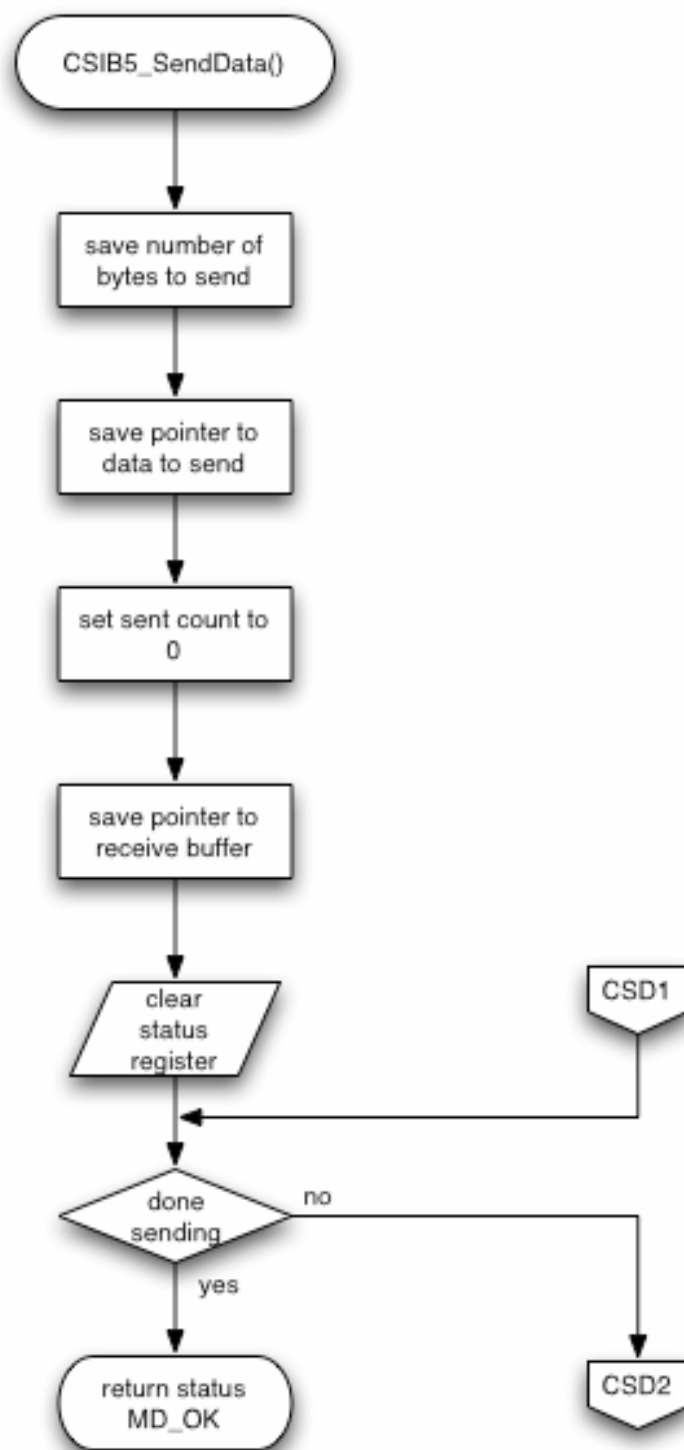 CSIB5_SendData()
save number of
bytes to send
save pointer to
data to send
set sent count to
0
save pointer to
receive buffer
clear
status
register
CSD1
done
sending
no
yes
return status
MD_OK
CSD2